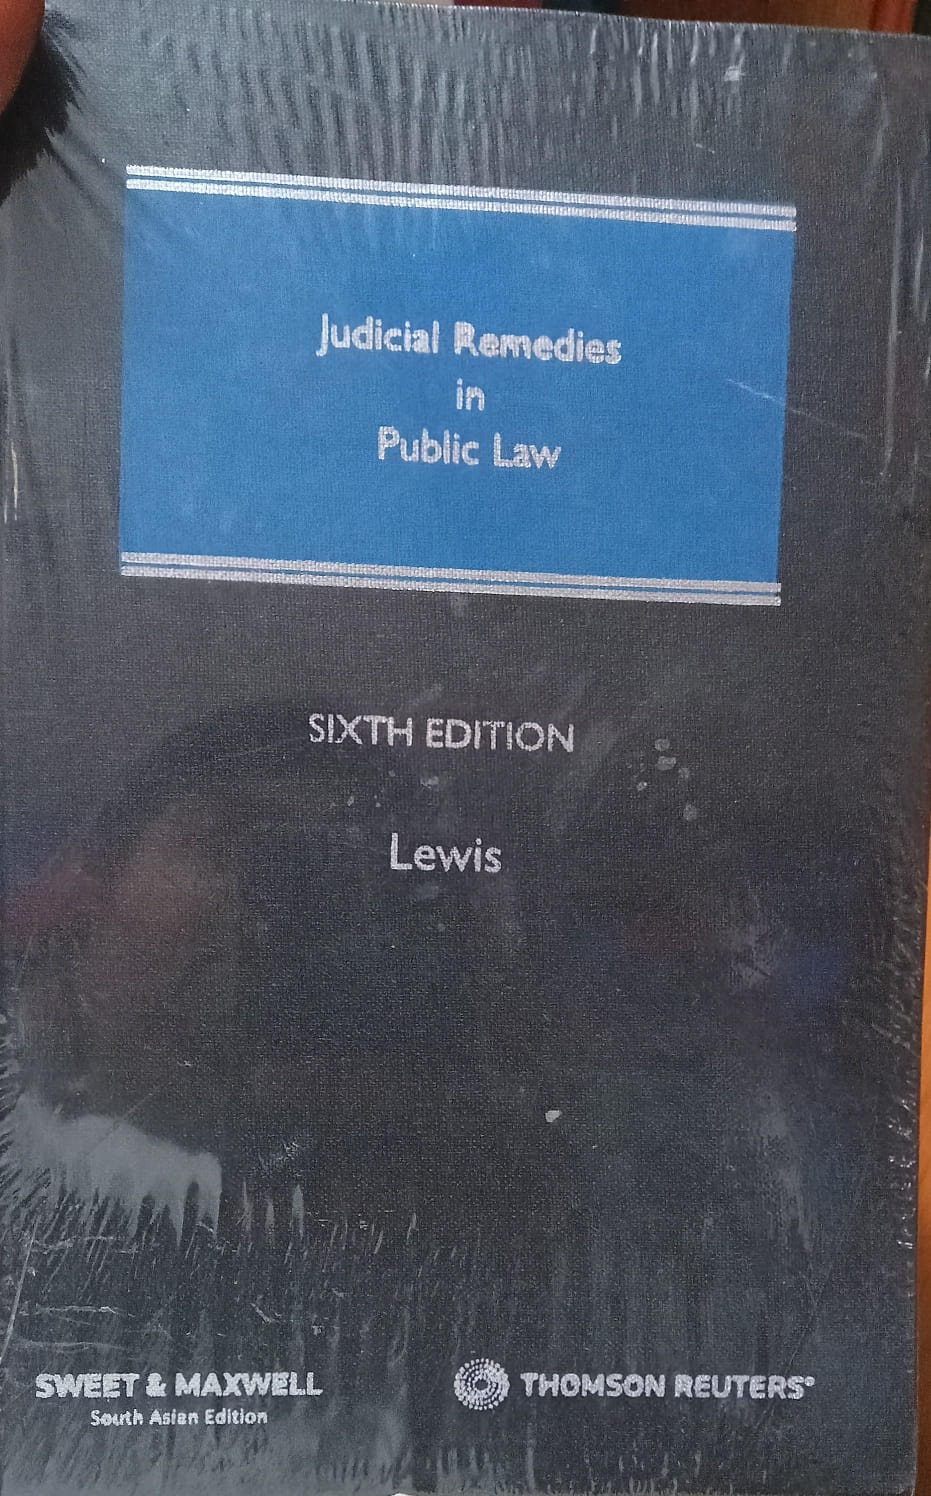 Judicial Remedies
in
Public Law
SIXTH EDITION
Lewis
SWEET & MAXWELL
South Asian Edition
THOMSON REUTERS®